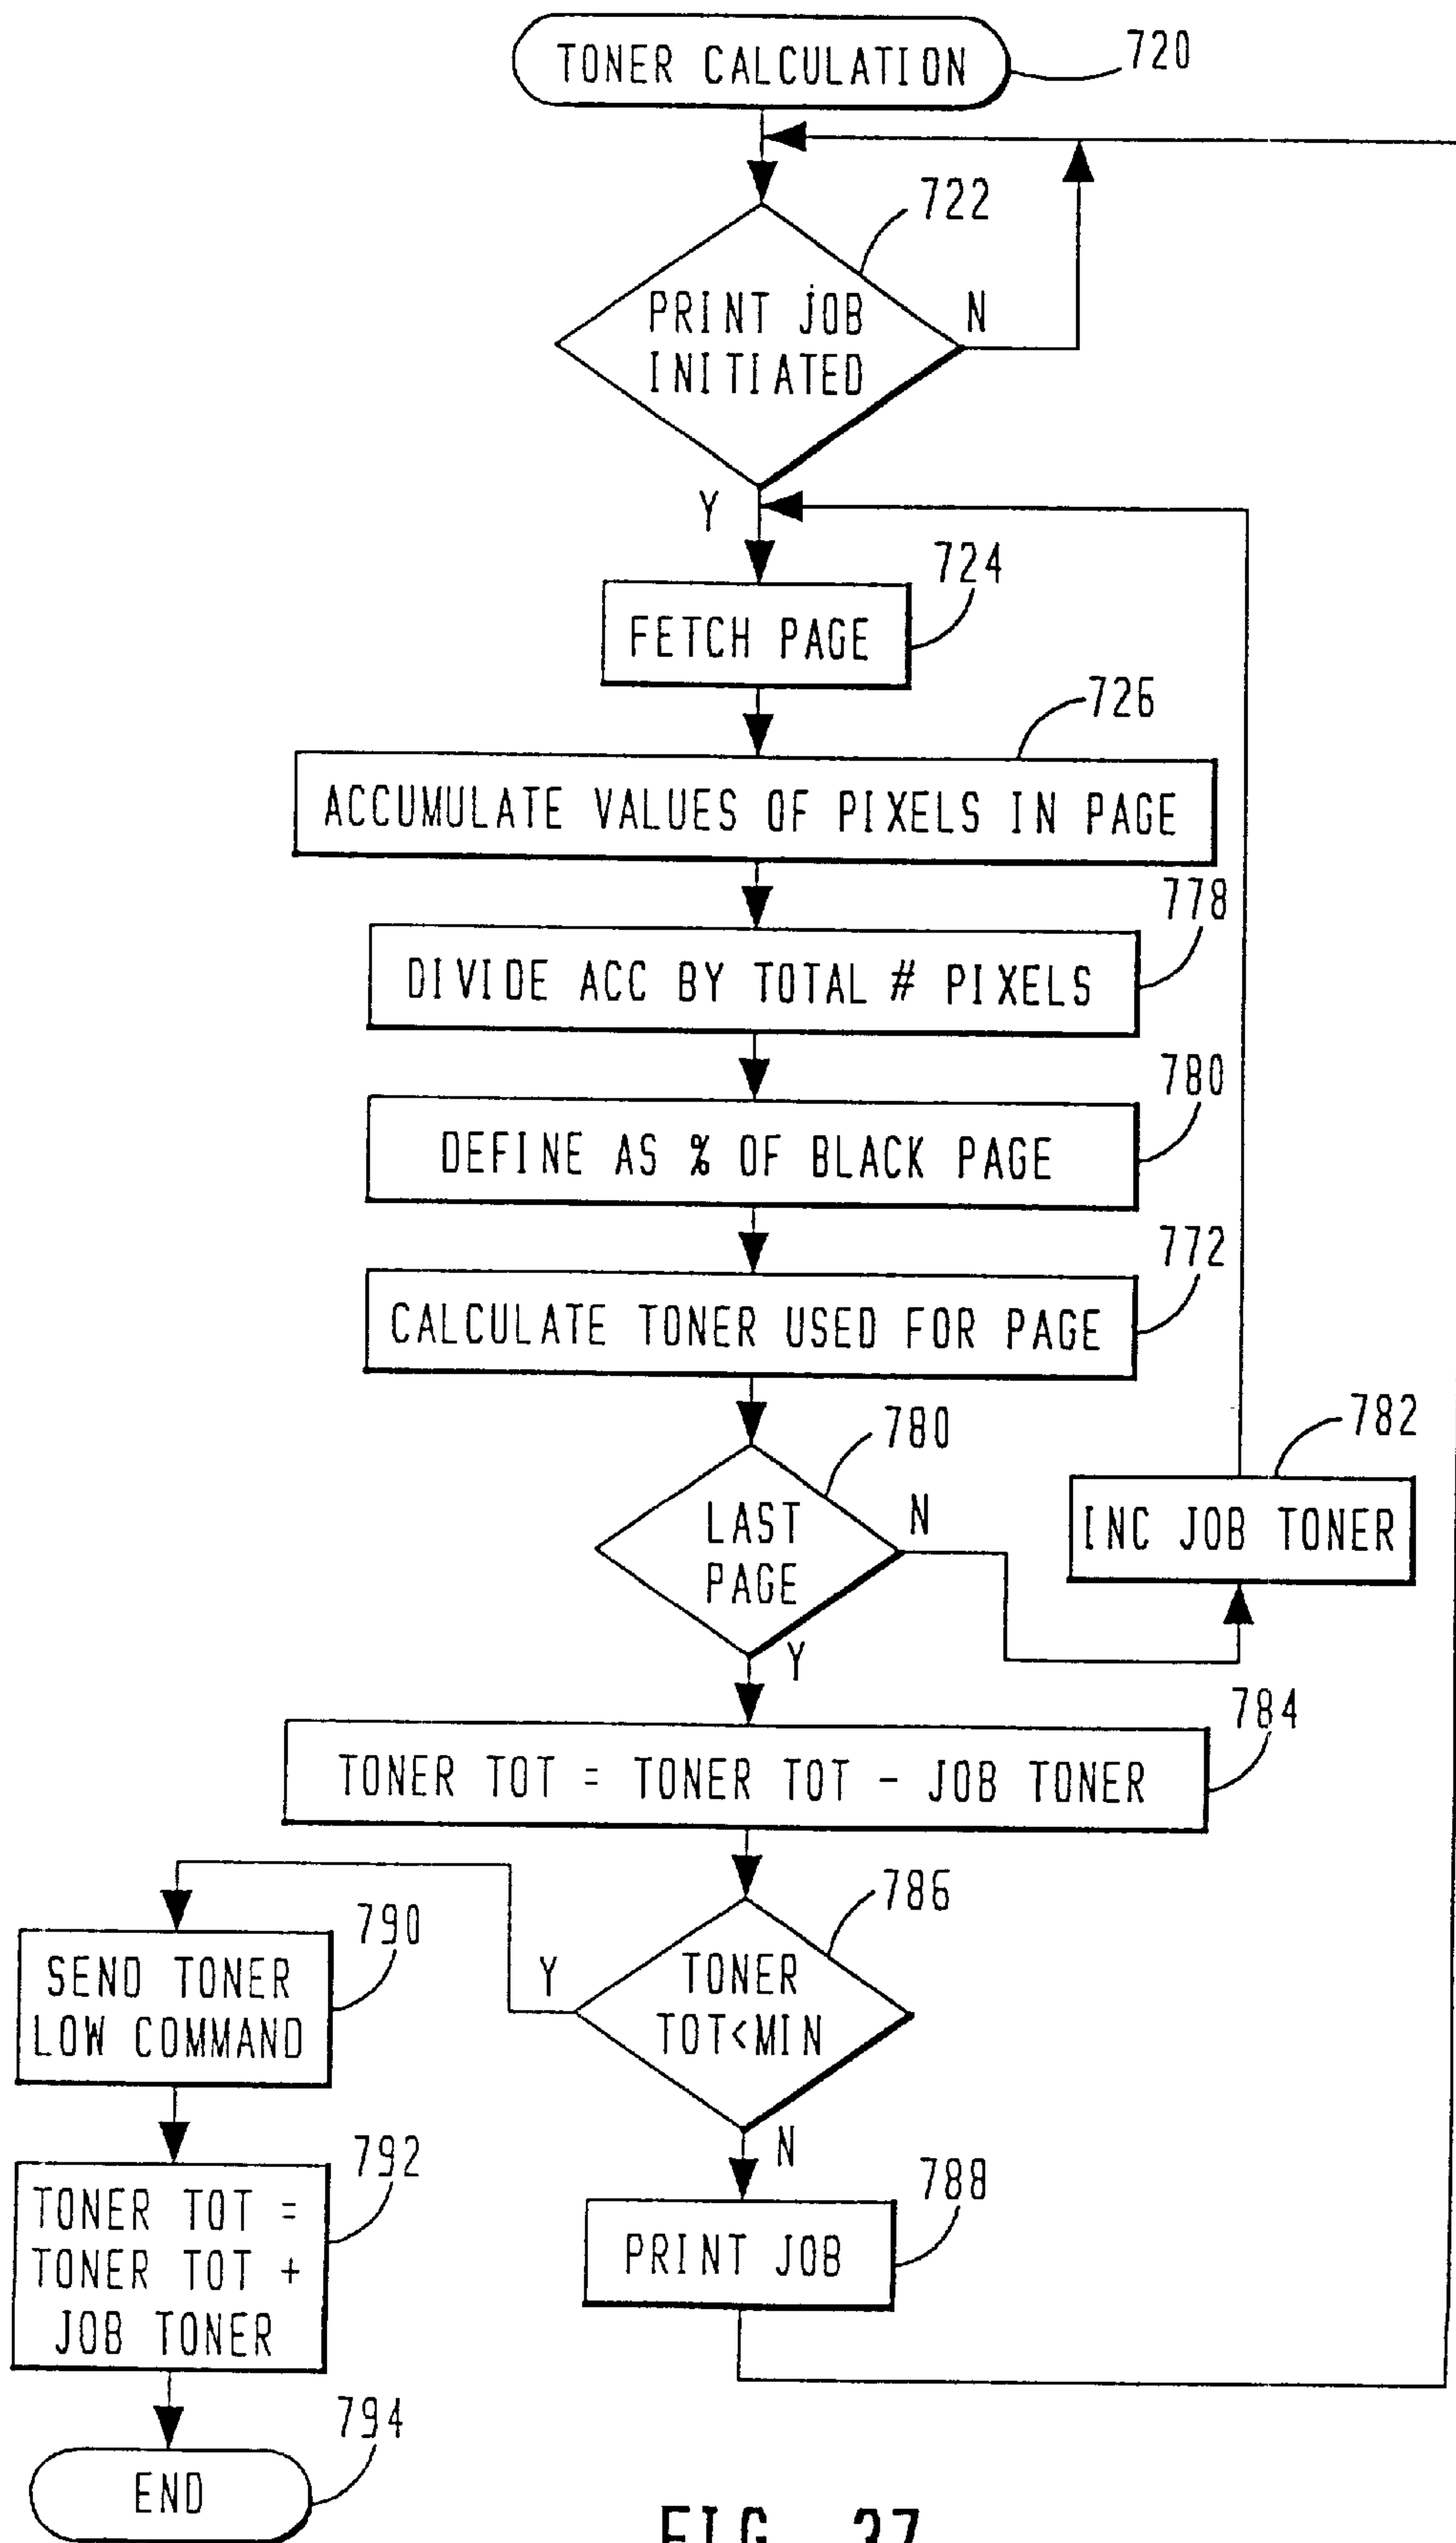 TONER CALCULATION
720
722
PRINT JOB
INITIATED
N
Y
724
FETCH PAGE
726
ACCUMULATE VALUES OF PIXELS IN PAGE
778
DIVIDE ACC BY TOTAL # PIXELS
780
DEFINE AS % OF BLACK PAGE
772
CALCULATE TONER USED FOR PAGE
780
LAST
PAGE
N
Y
782
INC JOB TONER
784
TONER TOT = TONER TOT - JOB TONER
786
TONER
TOT<MIN
Y
N
790
SEND TONER
LOW COMMAND
792
TONER TOT =
TONER TOT +
JOB TONER
788
PRINT JOB
794
END
FIG. 37